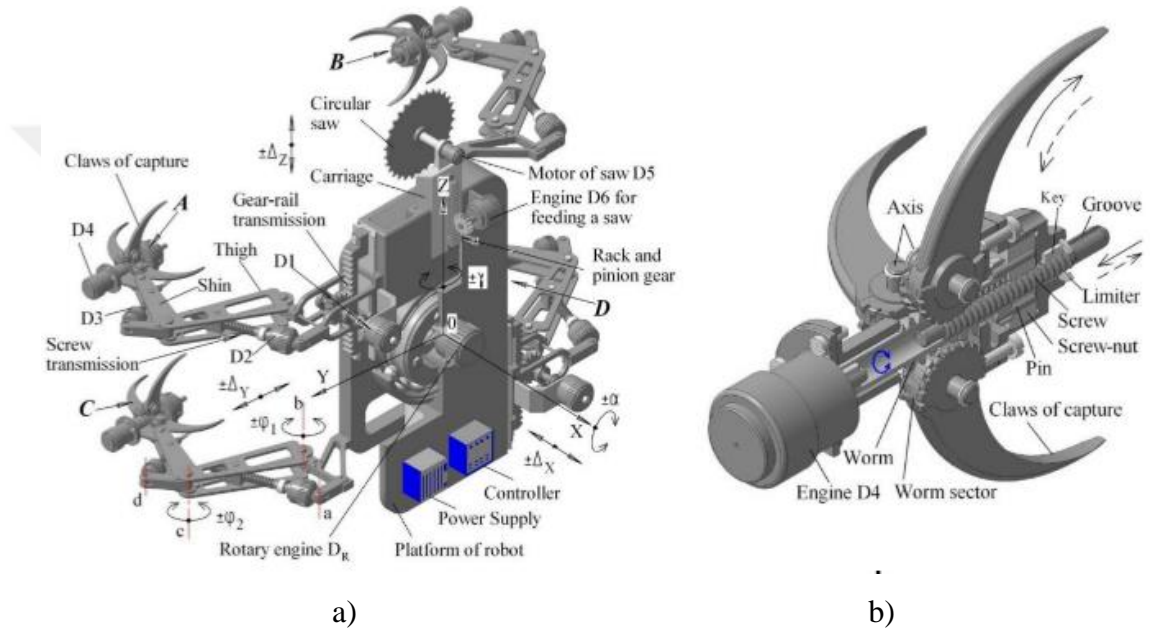 B
Circular
saw
±Δz
Claws of capture
Carriage
Z
Motor of saw D5
Gear-rail
transmission
Engine D6 for
feeding a saw
A
D4
Thigh
D1
Rack and
pinion gear
Shin
±γ
D
D3
Screw
transmission
D2
0
±ΔY
Y
C
b
±φ1
±α
X
±ΔX
d
a
c
±φ2
Controller
Power Supply
Rotary engine DR
Platform of robot
a)
Axis
Key
Groove
Limiter
Screw
Screw-nut
Pin
Claws of capture
Worm
Engine D4
Worm sector
b)